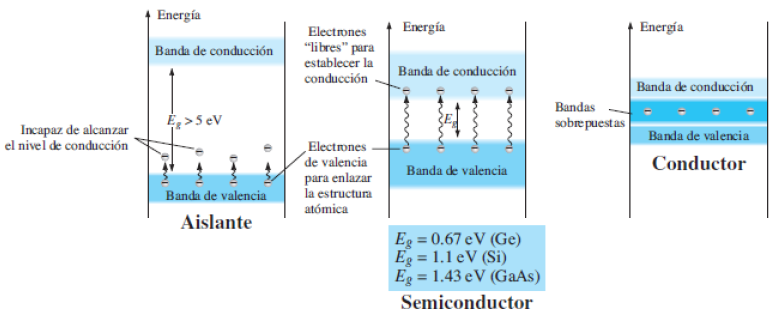 Energía
Banda de conducción
E_g > 5 eV
Incapaz de alcanzar
el nivel de conducción
Banda de valencia
Aislante
Electrones
"libres" para
establecer la
conducción
Energía
Banda de conducción
E_g
Electrones
de valencia
para enlazar
la estructura
atómica
Banda de valencia
E_g = 0.67 eV (Ge)
E_g = 1.1 eV (Si)
E_g = 1.43 eV (GaAs)
Semiconductor
Energía
Banda de conducción
Bandas
sobrepuestas
Banda de valencia
Conductor